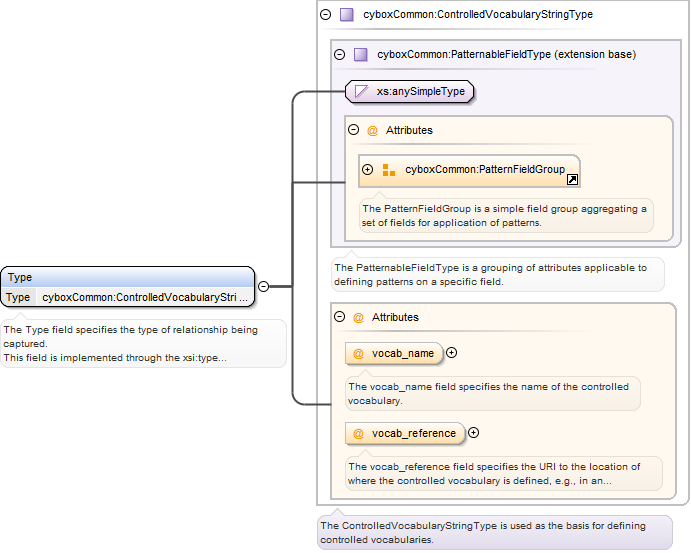 cyboxCommon:ControlledVocabularyStringType
cyboxCommon:PatternableFieldType (extension base)
xs:anySimpleType
@ Attributes
cyboxCommon:PatternFieldGroup
The PatternFieldGroup is a simple field group aggregating a
set of fields for application of patterns.
The PatternableFieldType is a grouping of attributes applicable to
defining patterns on a specific field.
Type
Type cyboxCommon:ControlledVocabularyStri ...
The Type field specifies the type of relationship being
captured.
This field is implemented through the xsi:type...
@ Attributes
@ vocab_name
The vocab_name field specifies the name of the controlled
vocabulary.
@ vocab_reference
The vocab_reference field specifies the URI to the location of
where the controlled vocabulary is defined, e.g., in an...
The ControlledVocabularyStringType is used as the basis for defining
controlled vocabularies.